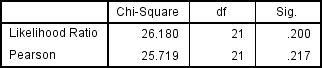 Chi-Square df Sig.
Likelihood Ratio 26.180 21 .200
Pearson 25.719 21 .217